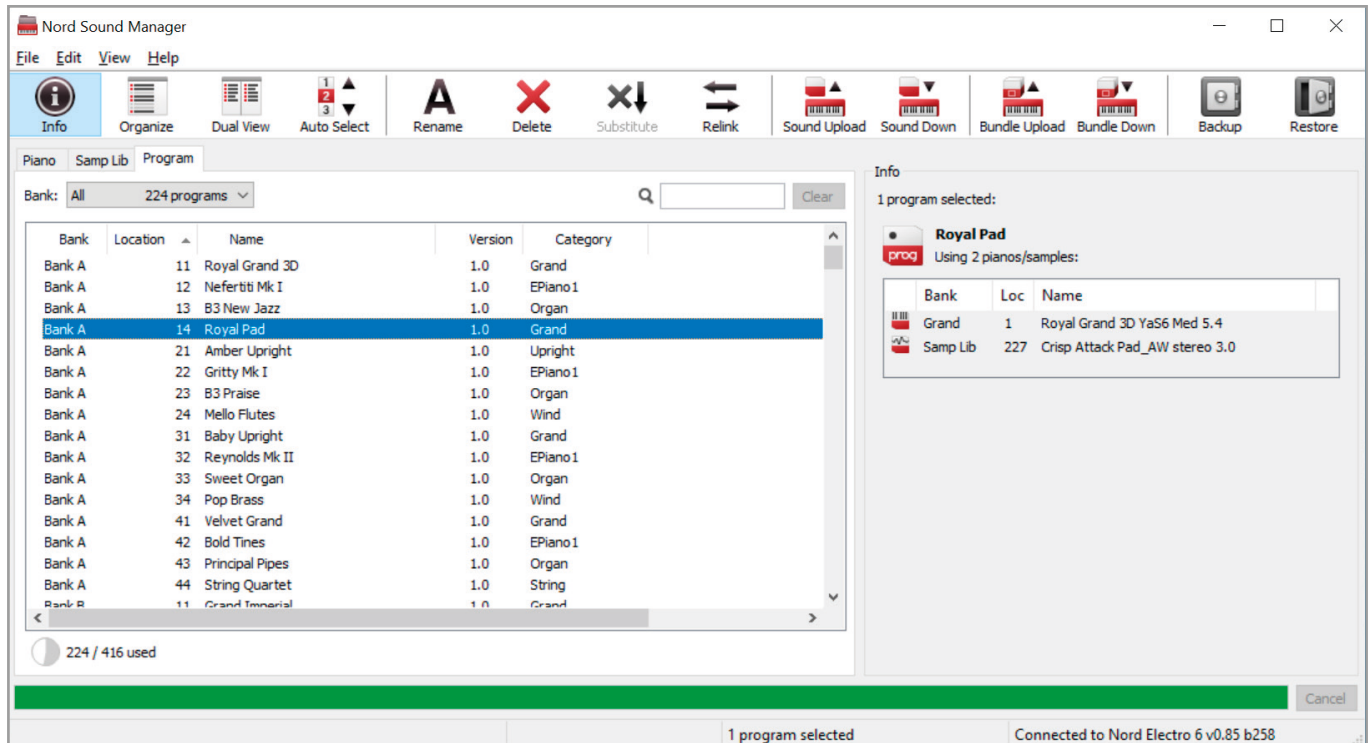 Nord Sound Manager
File Edit View Help
1
2
3
Info Organize Dual View Auto Select Rename Delete Substitute Relink Sound Upload Sound Down Bundle Upload Bundle Down Backup Restore
Piano Samp Lib Program
Bank: All 224 programs Clear
Bank Location Name Version Category
Bank A 11 Royal Grand 3D 1.0 Grand
Bank A 12 Nefertiti Mk I 1.0 EPiano1
Bank A 13 B3 New Jazz 1.0 Organ
Bank A 14 Royal Pad 1.0 Grand
Bank A 21 Amber Upright 1.0 Upright
Bank A 22 Gritty Mk I 1.0 EPiano1
Bank A 23 B3 Praise 1.0 Organ
Bank A 24 Mello Flutes 1.0 Wind
Bank A 31 Baby Upright 1.0 Grand
Bank A 32 Reynolds Mk II 1.0 EPiano1
Bank A 33 Sweet Organ 1.0 Organ
Bank A 34 Pop Brass 1.0 Wind
Bank A 41 Velvet Grand 1.0 Grand
Bank A 42 Bold Tines 1.0 EPiano1
Bank A 43 Principal Pipes 1.0 Organ
Bank A 44 String Quartet 1.0 String
Bank B 11 Grand Imperial 1.0 Grand
224 / 416 used
Info
1 program selected:
prog
Royal Pad
Using 2 pianos/samples:
Bank Loc Name
Grand 1 Royal Grand 3D YaS6 Med 5.4
Samp Lib 227 Crisp Attack Pad_AW stereo 3.0
Cancel
1 program selected
Connected to Nord Electro 6 v0.85 b258